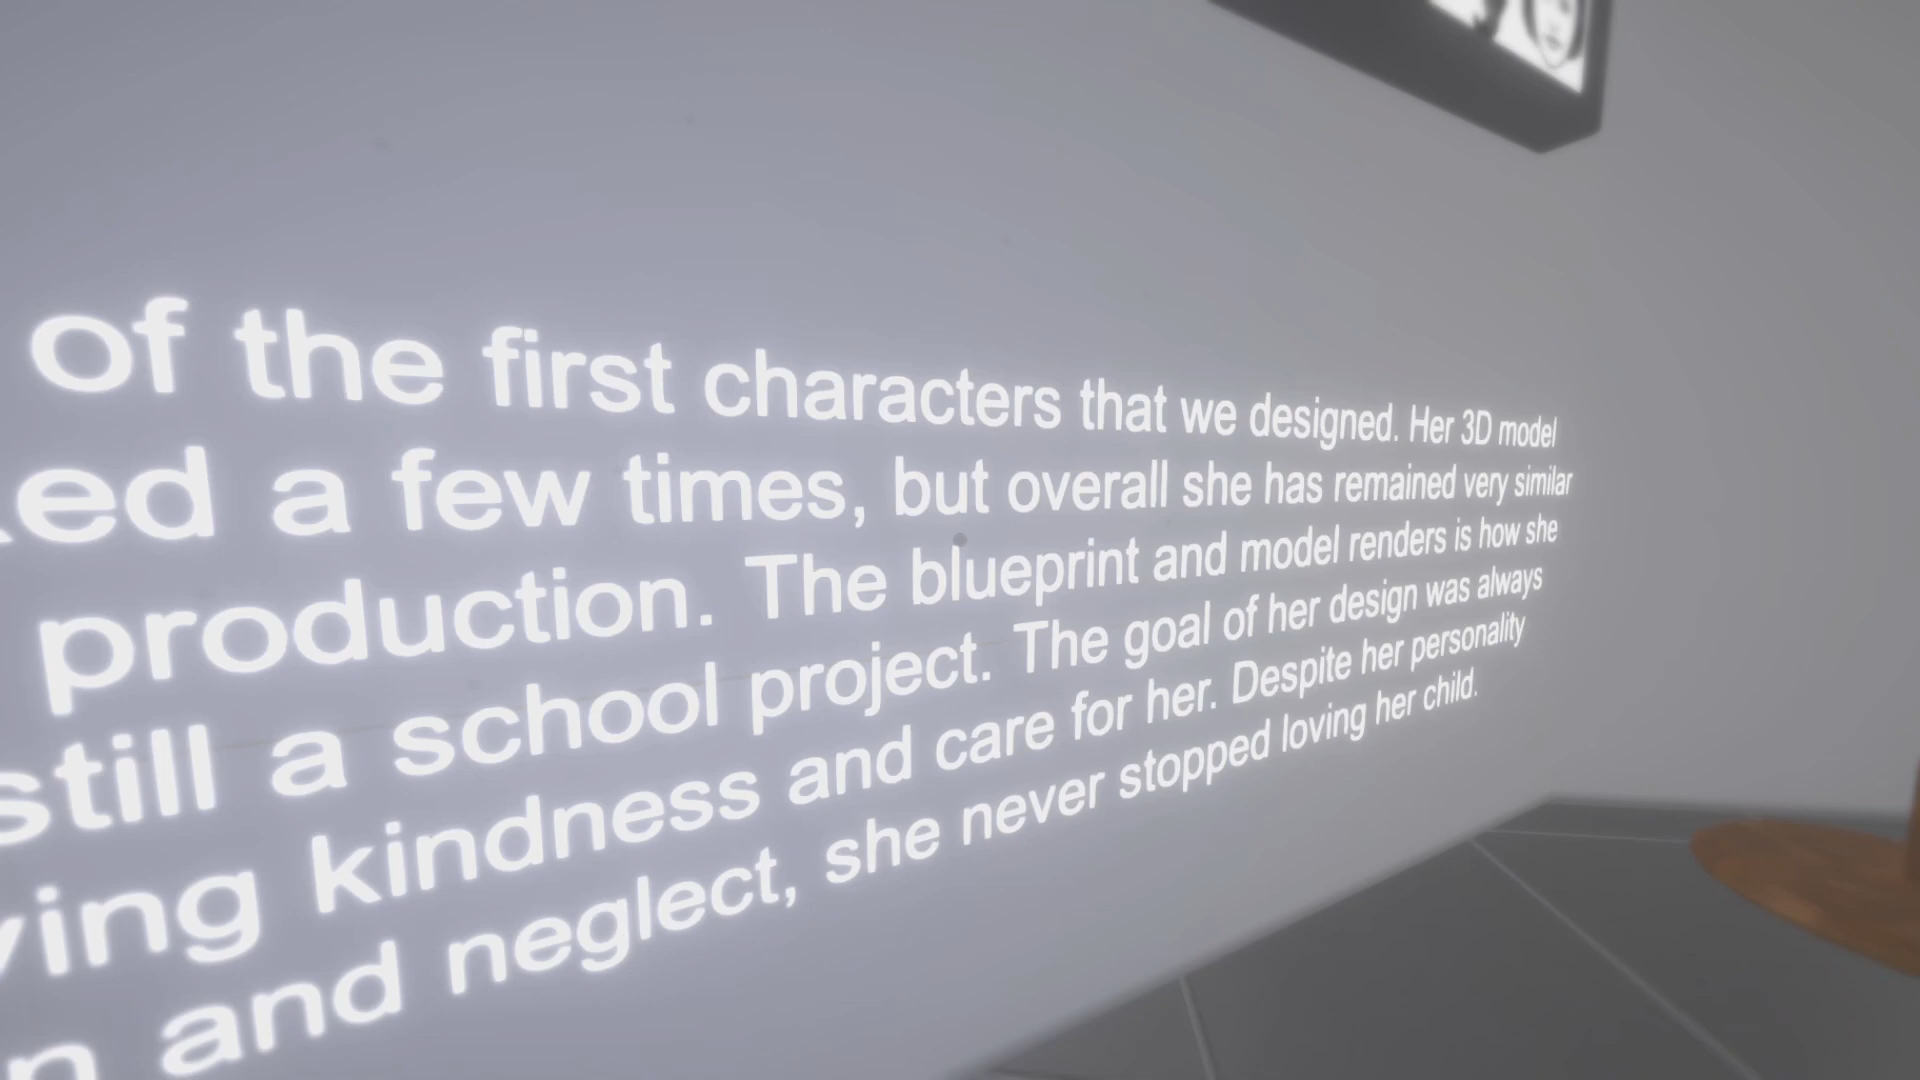 of the first characters that we designed. Her 3D model
a few times, but overall she has remained very similar
production. The blueprint and model renders is how she
still a school project. The goal of her design was always
kindness and care for her. Despite her personality
and neglect, she never stopped loving her child.